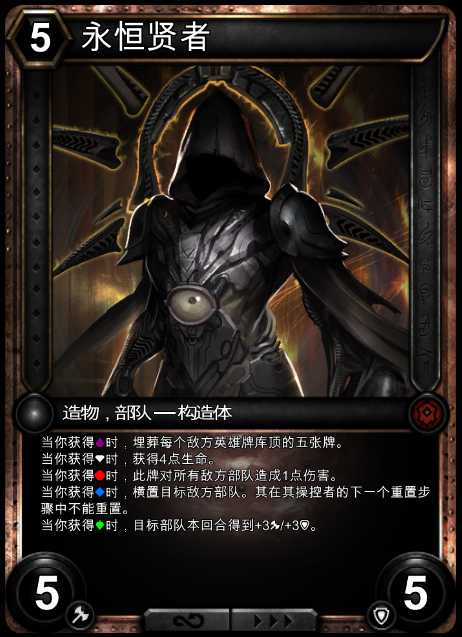 5
永恒贤者
造物，部队 — 构造体
当你获得时，埋葬每个敌方英雄牌库顶的五张牌。
当你获得时，获得4点生命。
当你获得时，此牌对所有敌方部队造成1点伤害。
当你获得时，横置目标敌方部队。其在其操控者的下一个重置步
骤中不能重置。
当你获得时，目标部队本回合得到+3/+3。
5
5